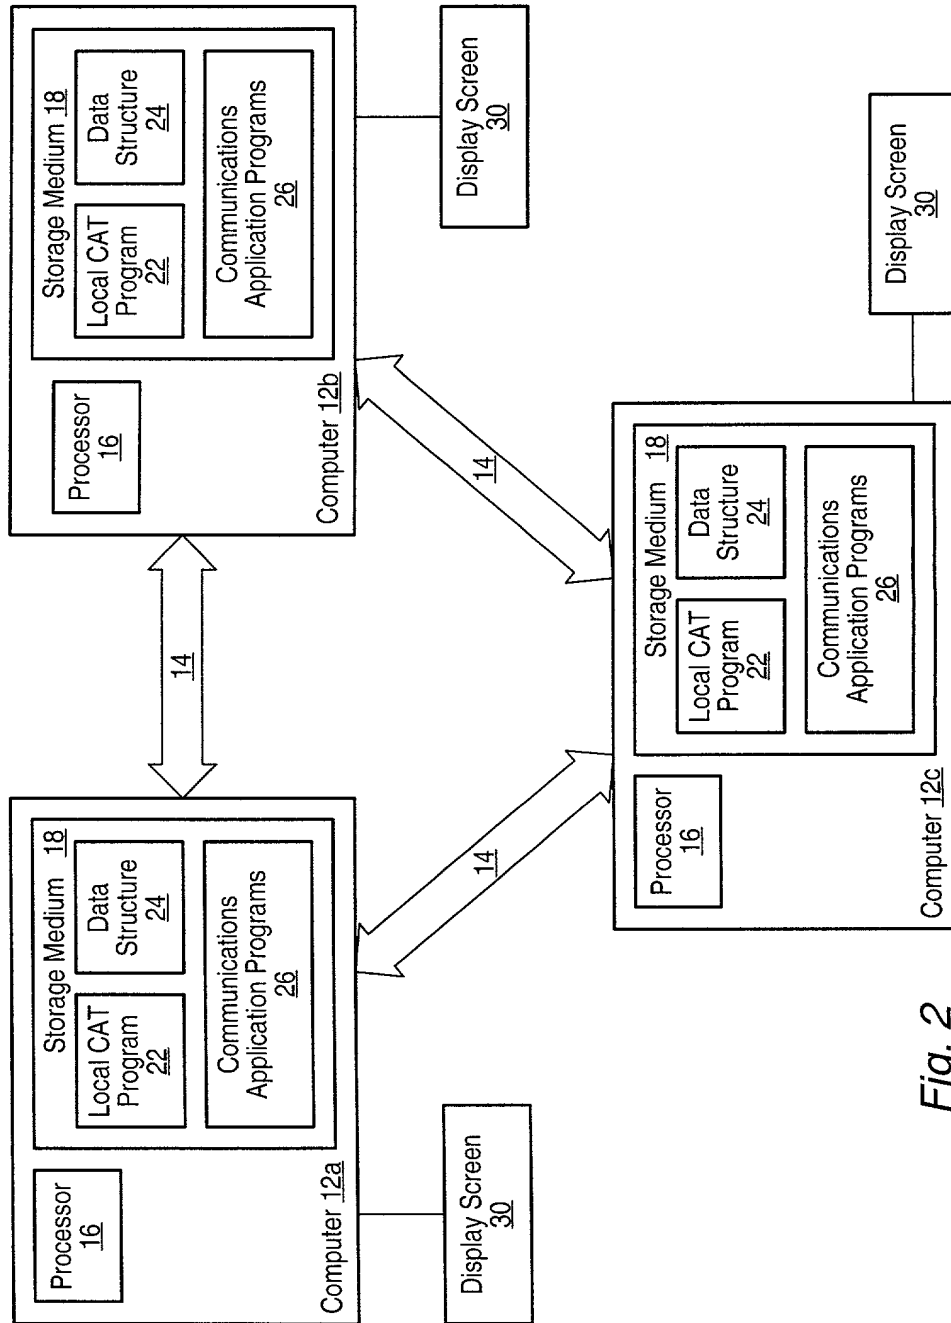 Processor
16
Storage Medium 18
Local CAT
Program
22
Data
Structure
24
Communications
Application Programs
26
Computer 12a
Display Screen
30
14
Processor
16
Storage Medium 18
Local CAT
Program
22
Data
Structure
24
Communications
Application Programs
26
Computer 12b
Display Screen
30
14
14
Processor
16
Storage Medium 18
Local CAT
Program
22
Data
Structure
24
Communications
Application Programs
26
Computer 12c
Display Screen
30
Fig. 2